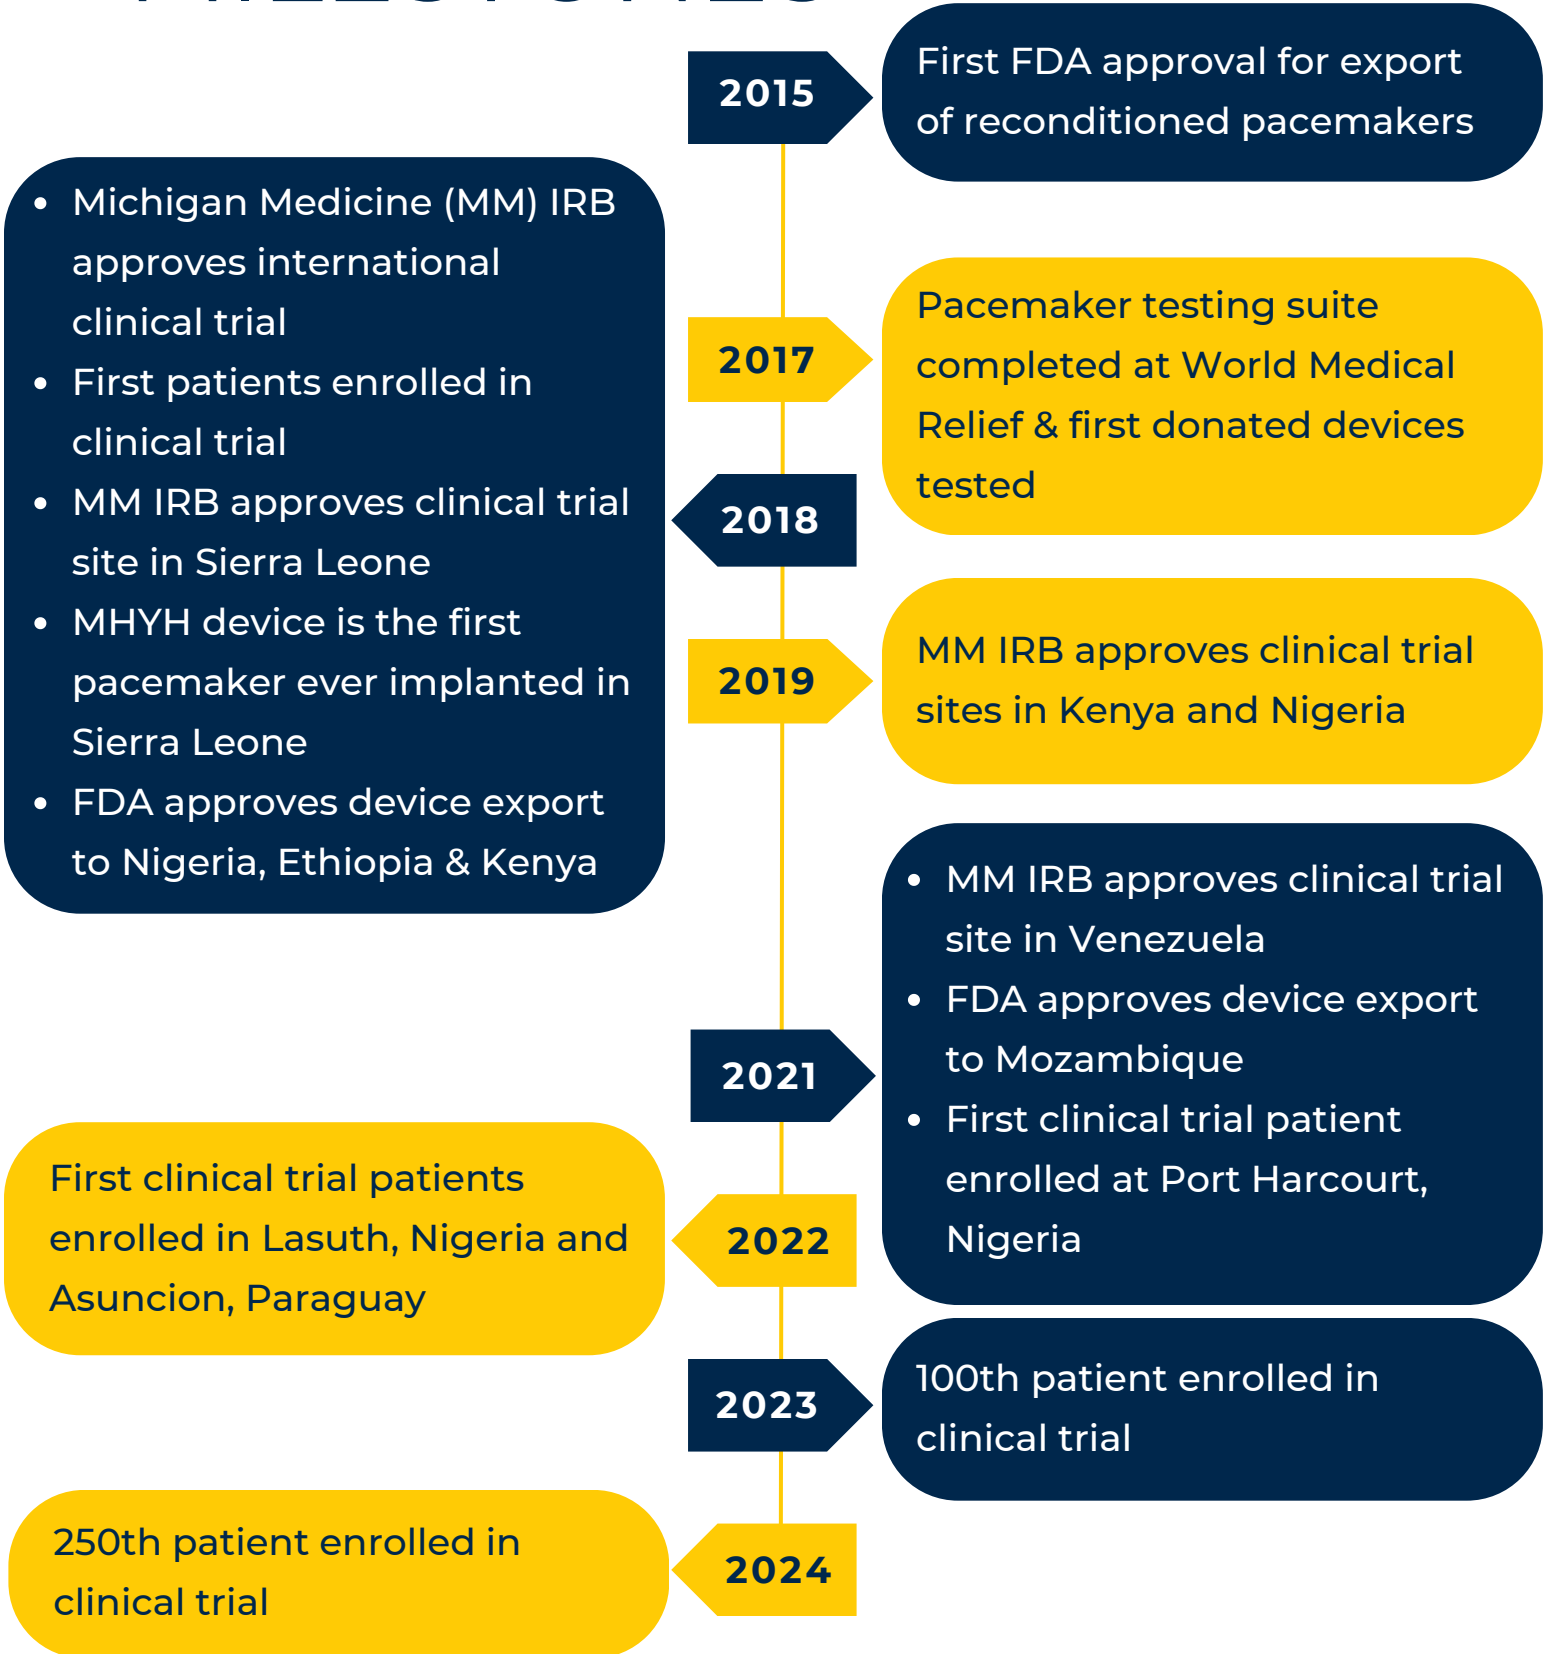 2015
First FDA approval for export
of reconditioned pacemakers
2017
Pacemaker testing suite
completed at World Medical
Relief & first donated devices
tested
2018
• Michigan Medicine (MM) IRB
approves international
clinical trial
• First patients enrolled in
clinical trial
• MM IRB approves clinical trial
site in Sierra Leone
• MHYH device is the first
pacemaker ever implanted in
Sierra Leone
• FDA approves device export
to Nigeria, Ethiopia & Kenya
2019
MM IRB approves clinical trial
sites in Kenya and Nigeria
2021
• MM IRB approves clinical trial
site in Venezuela
• FDA approves device export
to Mozambique
• First clinical trial patient
enrolled at Port Harcourt,
Nigeria
2022
First clinical trial patients
enrolled in Lasuth, Nigeria and
Asuncion, Paraguay
2023
100th patient enrolled in
clinical trial
2024
250th patient enrolled in
clinical trial